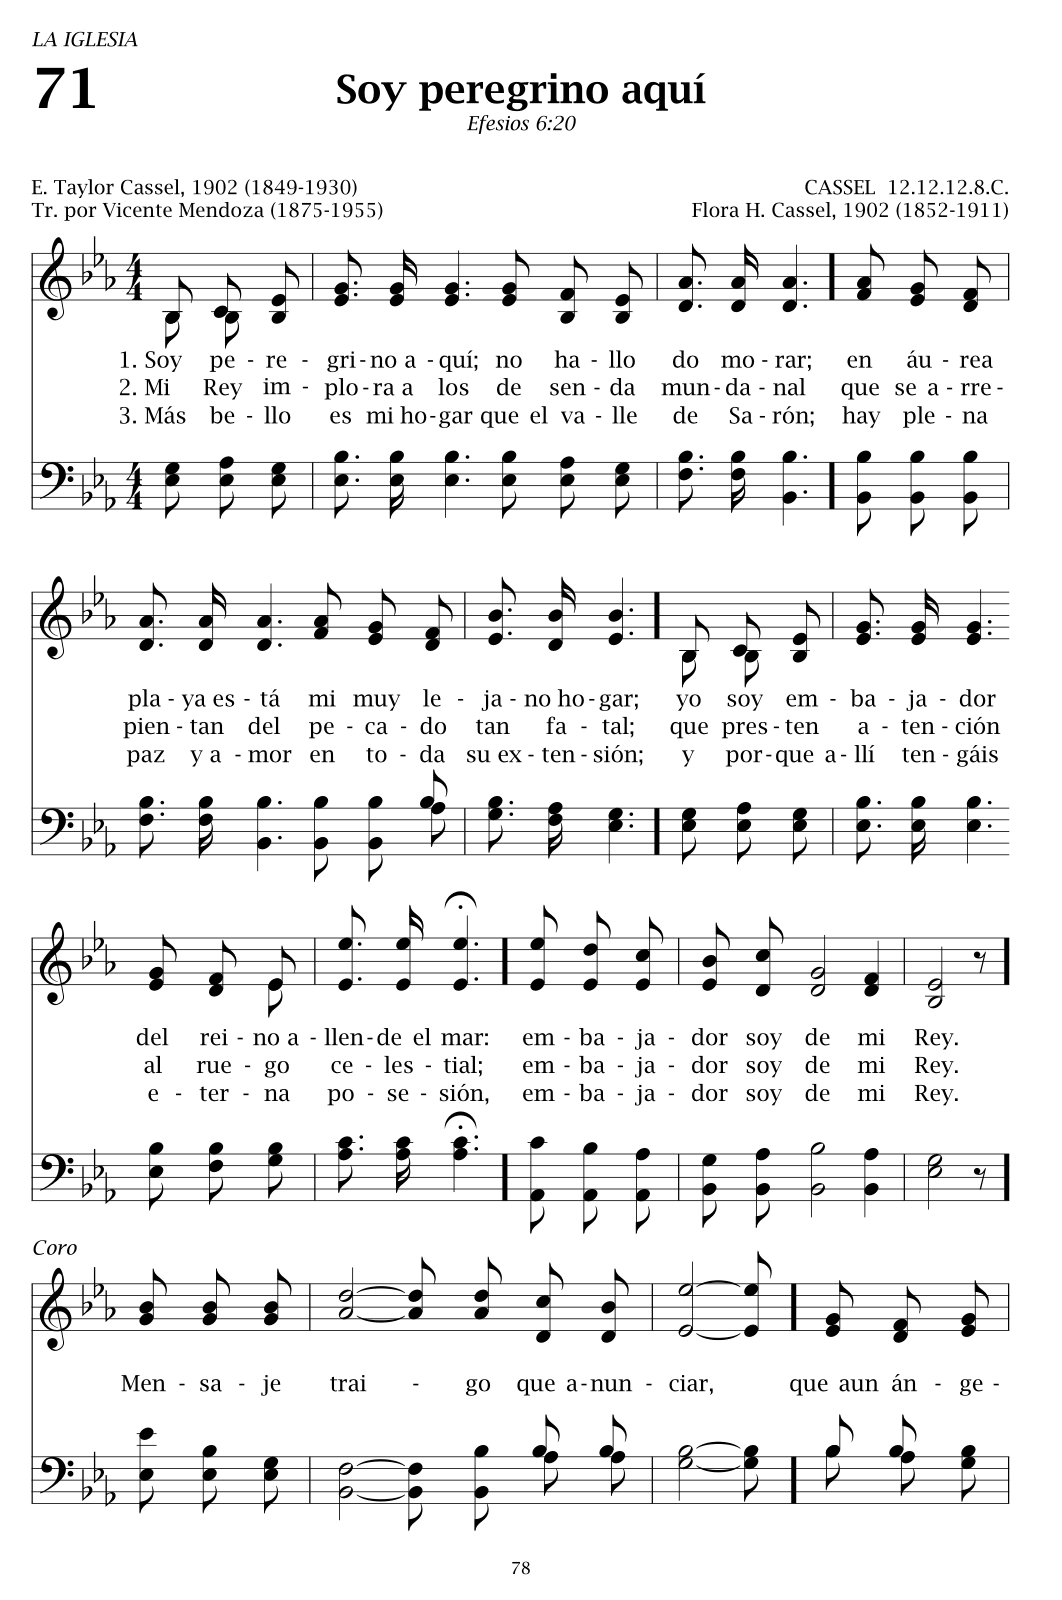 LA IGLESIA
71
Soy peregrino aquí
Efesios 6:20
E. Taylor Cassel, 1902 (1849-1930)
CASSEL 12.12.12.8.C.
Tr. por Vicente Mendoza (1875-1955)
Flora H. Cassel, 1902 (1852-1911)
1. Soy pe - re - gri - no a - quí; no ha - llo do mo - rar; en áu - rea
2. Mi Rey im - plo - ra a los de sen - da mun - da - nal que se a - rre -
3. Más be - llo es mi ho - gar que el va - lle de Sa - rón; hay ple - na
pla - ya es - tá mi muy le - ja - no ho - gar; yo soy em - ba - ja - dor
pien - tan del pe - ca - do tan fa - tal; que pres - ten a - ten - ción
paz y a - mor en to - da su ex - ten - sión; y por - que a - llí ten - gáis
del rei - no a - llen - de el mar: em - ba - ja - dor soy de mi Rey.
al rue - go ce - les - tial; em - ba - ja - dor soy de mi Rey.
e - ter - na po - se - sión, em - ba - ja - dor soy de mi Rey.
Coro
Men - sa - je trai - go que a - nun - ciar, que aun án - ge -
78